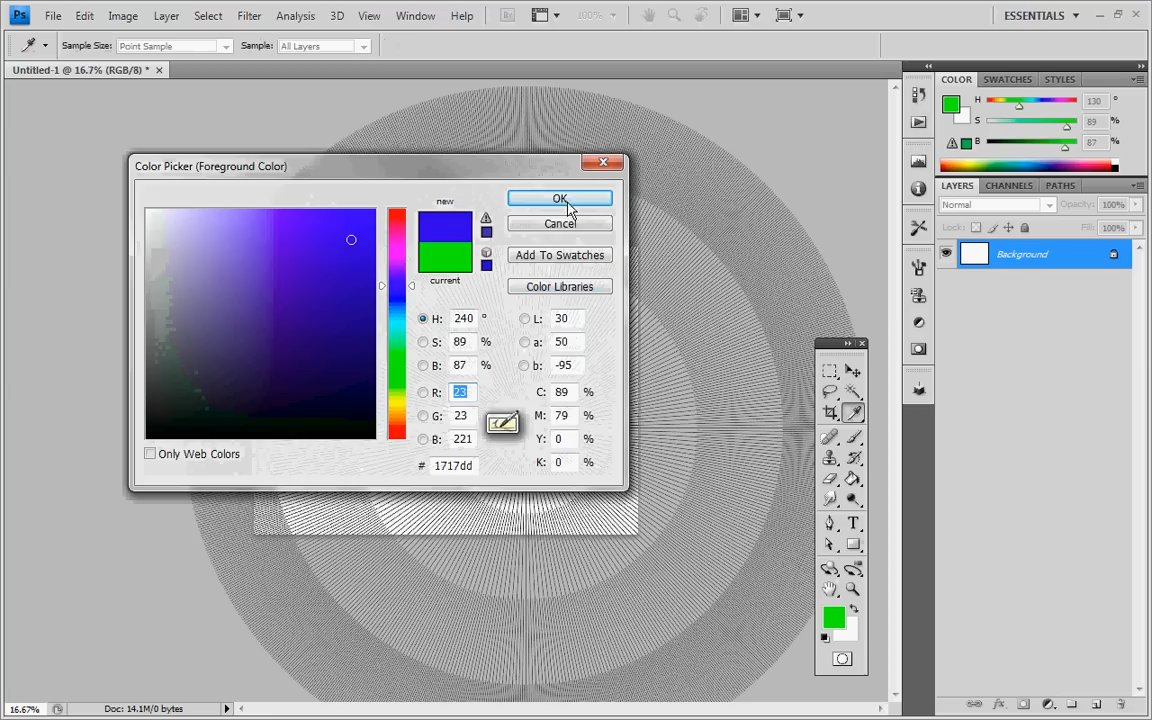 Ps File Edit Image Layer Select Filter Analysis 3D View Window Help Br 100% ESSENTIALS
Sample Size: Point Sample Sample: All Layers
Untitled-1 @ 16.7% (RGB/8) *
COLOR SWATCHES STYLES
H 130 °
S 89 %
B 87 %
LAYERS CHANNELS PATHS
Normal Opacity: 100%
Lock: Fill: 100%
Background
Color Picker (Foreground Color)
new
current
OK
Cancel
Add To Swatches
Color Libraries
H: 240 ° L: 30
S: 89 % a: 50
B: 87 % b: -95
R: 23 C: 89 %
G: 23 M: 79 %
B: 221 Y: 0 %
# 1717dd K: 0 %
Only Web Colors
T
16.67% Doc: 14.1M/0 bytes
fx